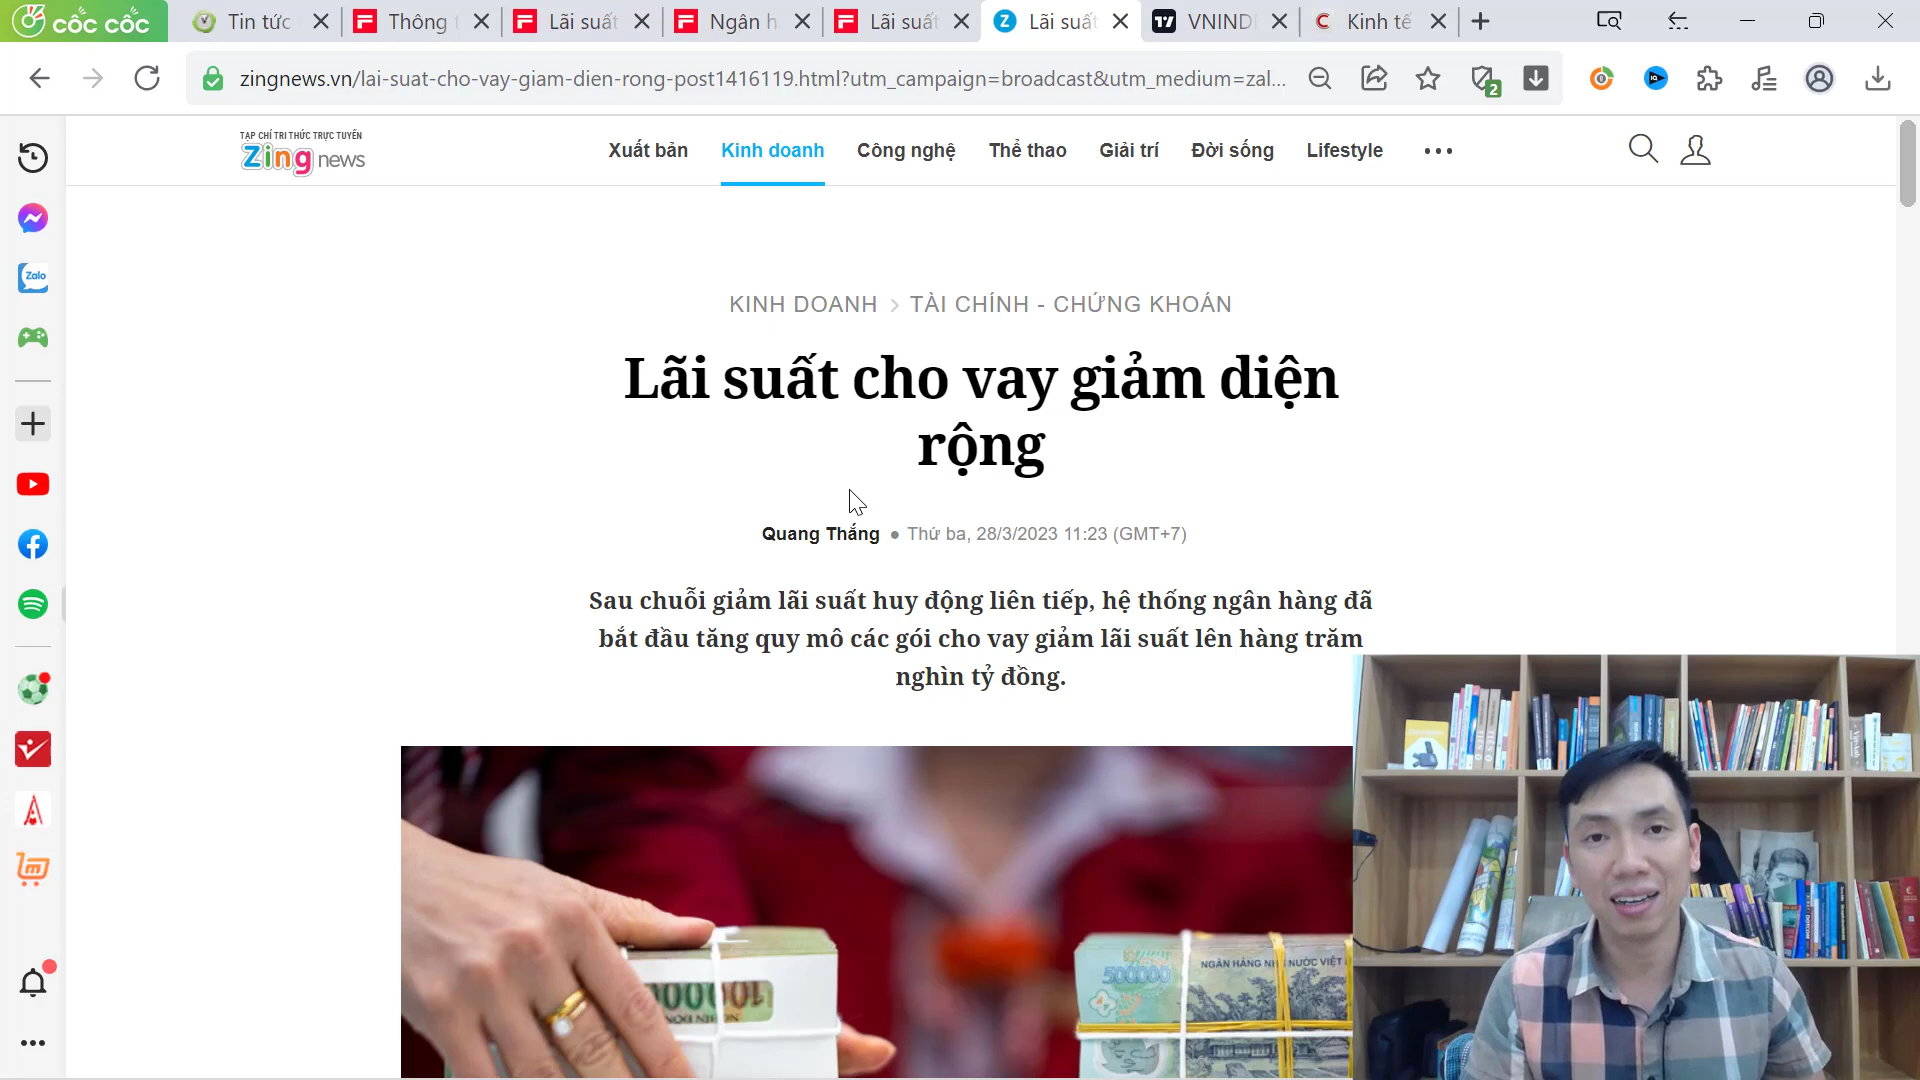 cốc cốc
Tin tức
Thông t
Lãi suất
Ngân h
Lãi suất
Lãi suất
VNIND
Kinh tế
zingnews.vn/lai-suat-cho-vay-giam-dien-rong-post1416119.html?utm_campaign=broadcast&utm_medium=zal...
2
TẠP CHÍ TRI THỨC TRỰC TUYẾN
Zing news
Xuất bản
Kinh doanh
Công nghệ
Thể thao
Giải trí
Đời sống
Lifestyle
Zalo
KINH DOANH > TÀI CHÍNH - CHỨNG KHOÁN
Lãi suất cho vay giảm diện
rộng
Quang Thắng • Thứ ba, 28/3/2023 11:23 (GMT+7)
Sau chuỗi giảm lãi suất huy động liên tiếp, hệ thống ngân hàng đã
bắt đầu tăng quy mô các gói cho vay giảm lãi suất lên hàng trăm
nghìn tỷ đồng.
500000